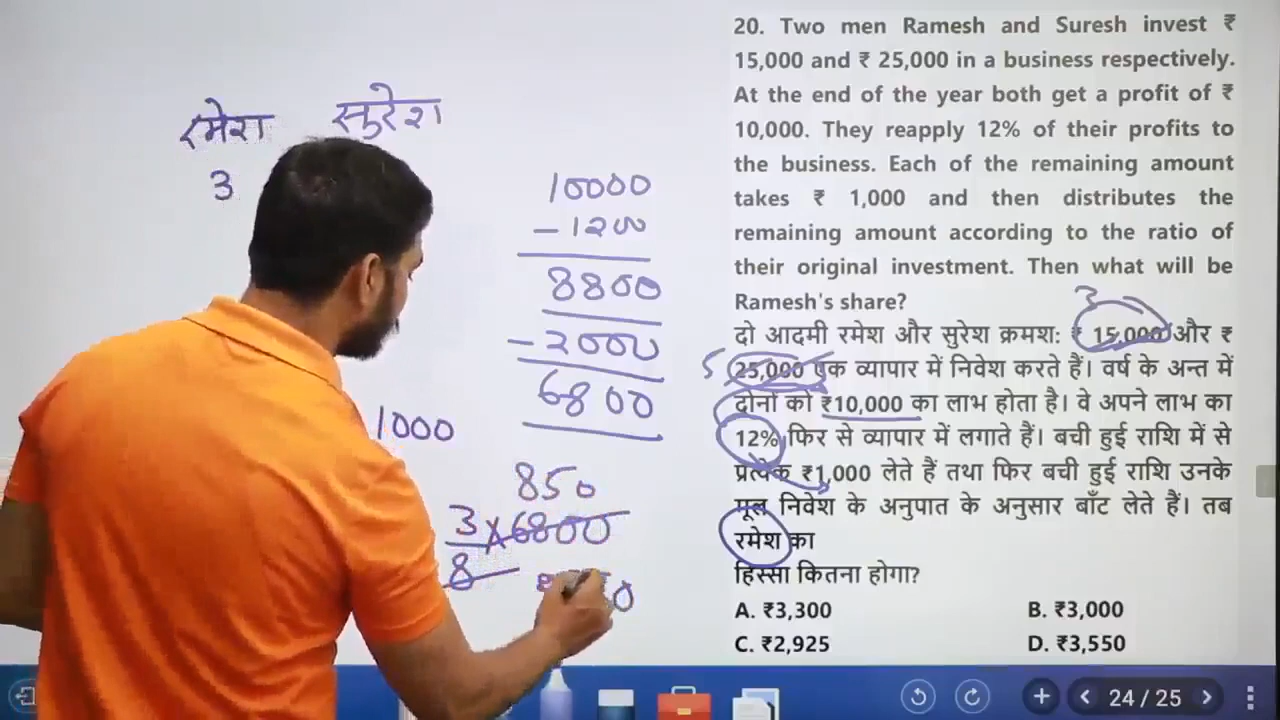 20. Two men Ramesh and Suresh invest ₹
15,000 and ₹ 25,000 in a business respectively.
At the end of the year both get a profit of ₹
10,000. They reapply 12% of their profits to
the business. Each of the remaining amount
takes ₹ 1,000 and then distributes the
remaining amount according to the ratio of
their original investment. Then what will be
Ramesh's share?
दो आदमी रमेश और सुरेश क्रमश: ₹ 15,000 और ₹
25,000 एक व्यापार में निवेश करते हैं। वर्ष के अन्त में
दोनों को ₹10,000 का लाभ होता है। वे अपने लाभ का
12% फिर से व्यापार में लगाते हैं। बची हुई राशि में से
प्रत्येक ₹1,000 लेते हैं तथा फिर बची हुई राशि उनके
मूल निवेश के अनुपात के अनुसार बाँट लेते हैं। तब
रमेश का
हिस्सा कितना होगा?
A. ₹3,300 B. ₹3,000
C. ₹2,925 D. ₹3,550
3
5
रमेश सुरेश
3
10000
- 1200
8800
- 2000
6800
1000
850
3 × 6800
8
0
24 / 25